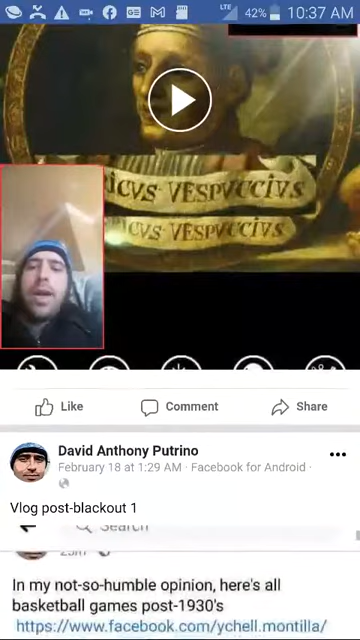 LTE 42% 10:37 AM
ICVS VESPVCCIVS
CVS VESPVCCIVS
Like Comment Share
David Anthony Putrino
February 18 at 1:29 AM · Facebook for Android ·
Vlog post-blackout 1
Search
In my not-so-humble opinion, here's all
basketball games post-1930's
https://www.facebook.com/ychell.montilla/